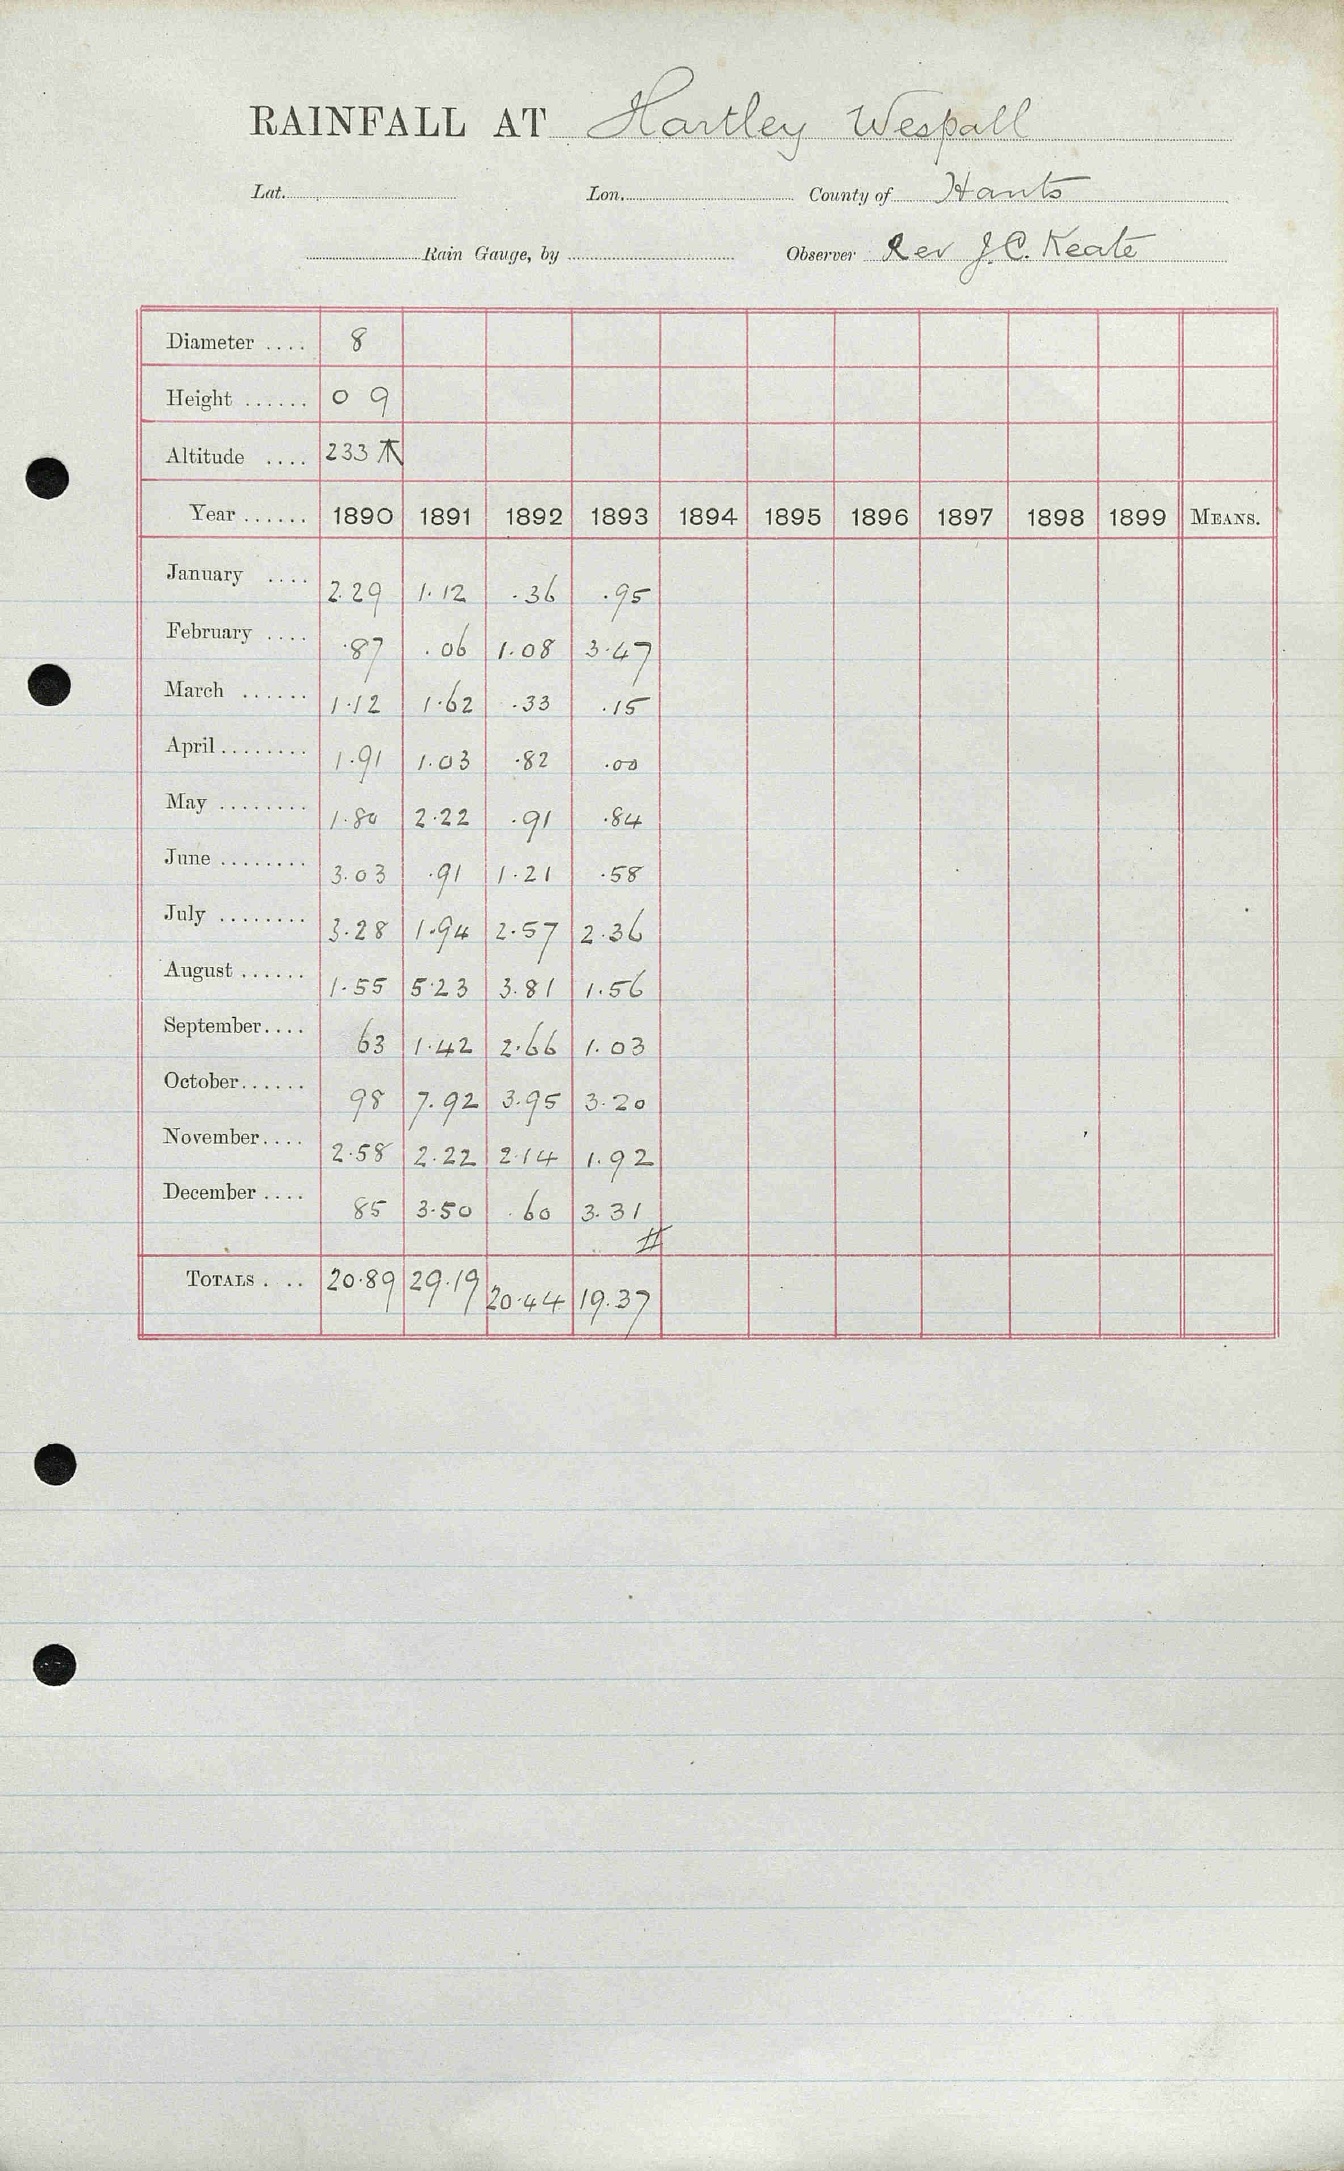 RAINFALL AT Hartley Wespall
Lat. Lon. County of Hants
Rain Gauge, by Observer Rev J.C. Keate
Diameter .... 8
Height ...... 0 9
Altitude .... 233
Year ...... 1890 1891 1892 1893 1894 1895 1896 1897 1898 1899 MEANS.
January .... 2.29 1.12 .36 .95
February .... .87 .06 1.08 3.47
March ...... 1.12 1.62 .33 .15
April ........ 1.91 1.03 .82 .00
May ........ 1.80 2.22 .91 .84
June ........ 3.03 .91 1.21 .58
July ........ 3.28 1.94 2.57 2.36
August ...... 1.55 5.23 3.81 1.56
September.... 63 1.42 2.66 1.03
October...... 98 7.92 3.95 3.20
November.... 2.58 2.22 2.14 1.92
December .... 85 3.50 .60 3.31
TOTALS . .. 20.89 29.19 20.44 19.37